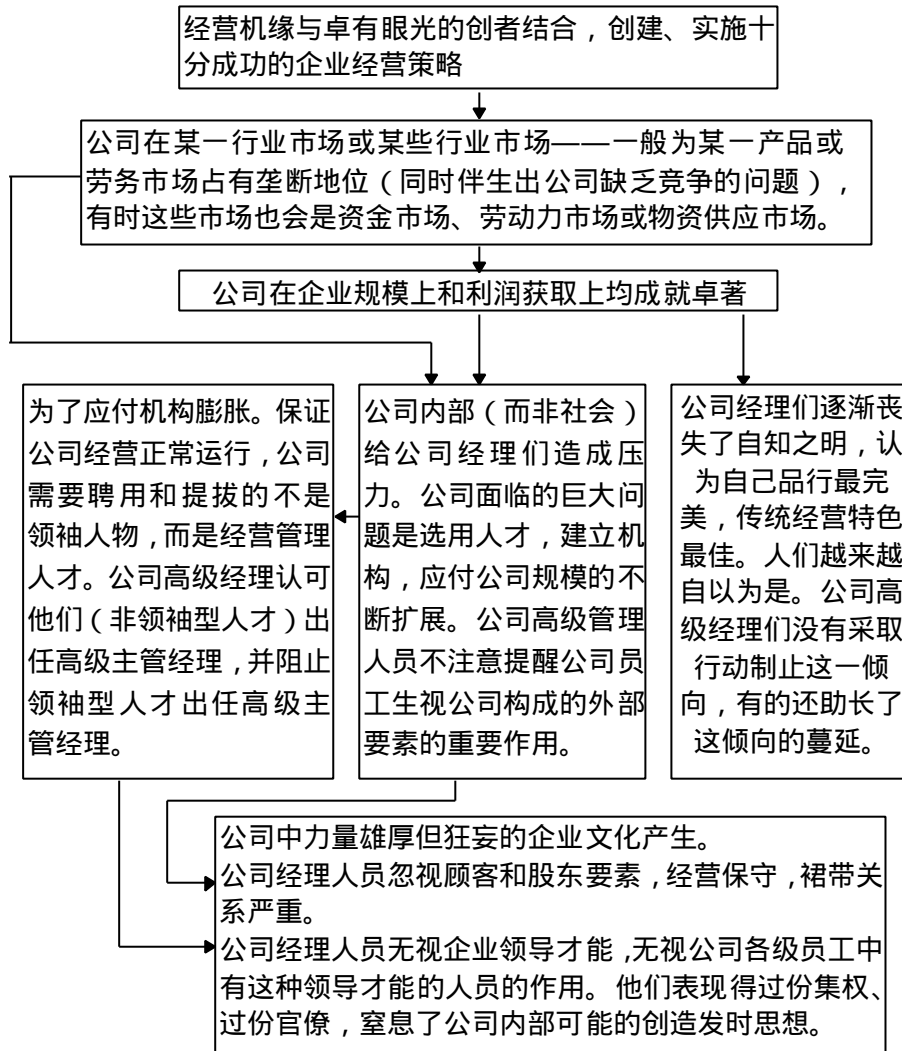 经营机缘与卓有眼光的创者结合，创建、实施十
分成功的企业经营策略
公司在某一行业市场或某些行业市场——一般为某一产品或
劳务市场占有垄断地位（同时伴生出公司缺乏竞争的问题），
有时这些市场也会是资金市场、劳动力市场或物资供应市场。
公司在企业规模上和利润获取上均成就卓著
为了应付机构膨胀。保证
公司经营正常运行，公司
需要聘用和提拔的不是
领袖人物，而是经营管理
人才。公司高级经理认可
他们（非领袖型人才）出
任高级主管经理，并阻止
领袖型人才出任高级主
管经理。
公司内部（而非社会）
给公司经理们造成压
力。公司面临的巨大问
题是选用人才，建立机
构，应付公司规模的不
断扩展。公司高级管理
人员不注意提醒公司员
工生视公司构成的外部
要素的重要作用。
公司经理们逐渐丧
失了自知之明，认
为自己品行最完
美，传统经营特色
最佳。人们越来越
自以为是。公司高
级经理们没有采取
行动制止这一倾
向，有的还助长了
这倾向的蔓延。
公司中力量雄厚但狂妄的企业文化产生。
公司经理人员忽视顾客和股东要素，经营保守，裙带关
系严重。
公司经理人员无视企业领导才能，无视公司各级员工中
有这种领导才能的人员的作用。他们表现得过份集权、
过份官僚，窒息了公司内部可能的创造发时思想。